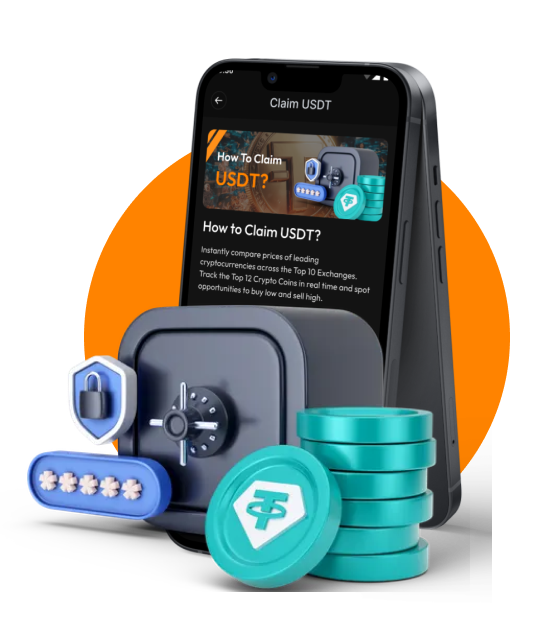 Claim USDT
How To Claim
USDT?
How to Claim USDT?
Instantly compare prices of leading
cryptocurrencies across the Top 10 Exchanges.
Track the Top 12 Crypto Coins in real time and spot
opportunities to buy low and sell high.